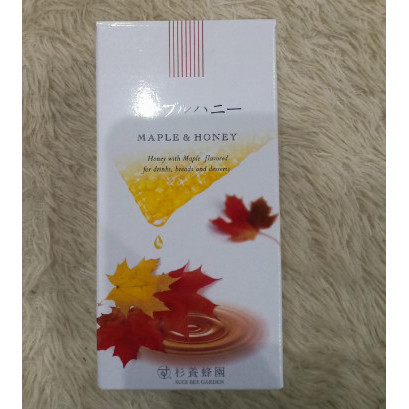 プルハニー
MAPLE & HONEY
Honey with Maple flavored
for drinks, breads and desserts
杉養蜂園
SUGI BEE GARDEN